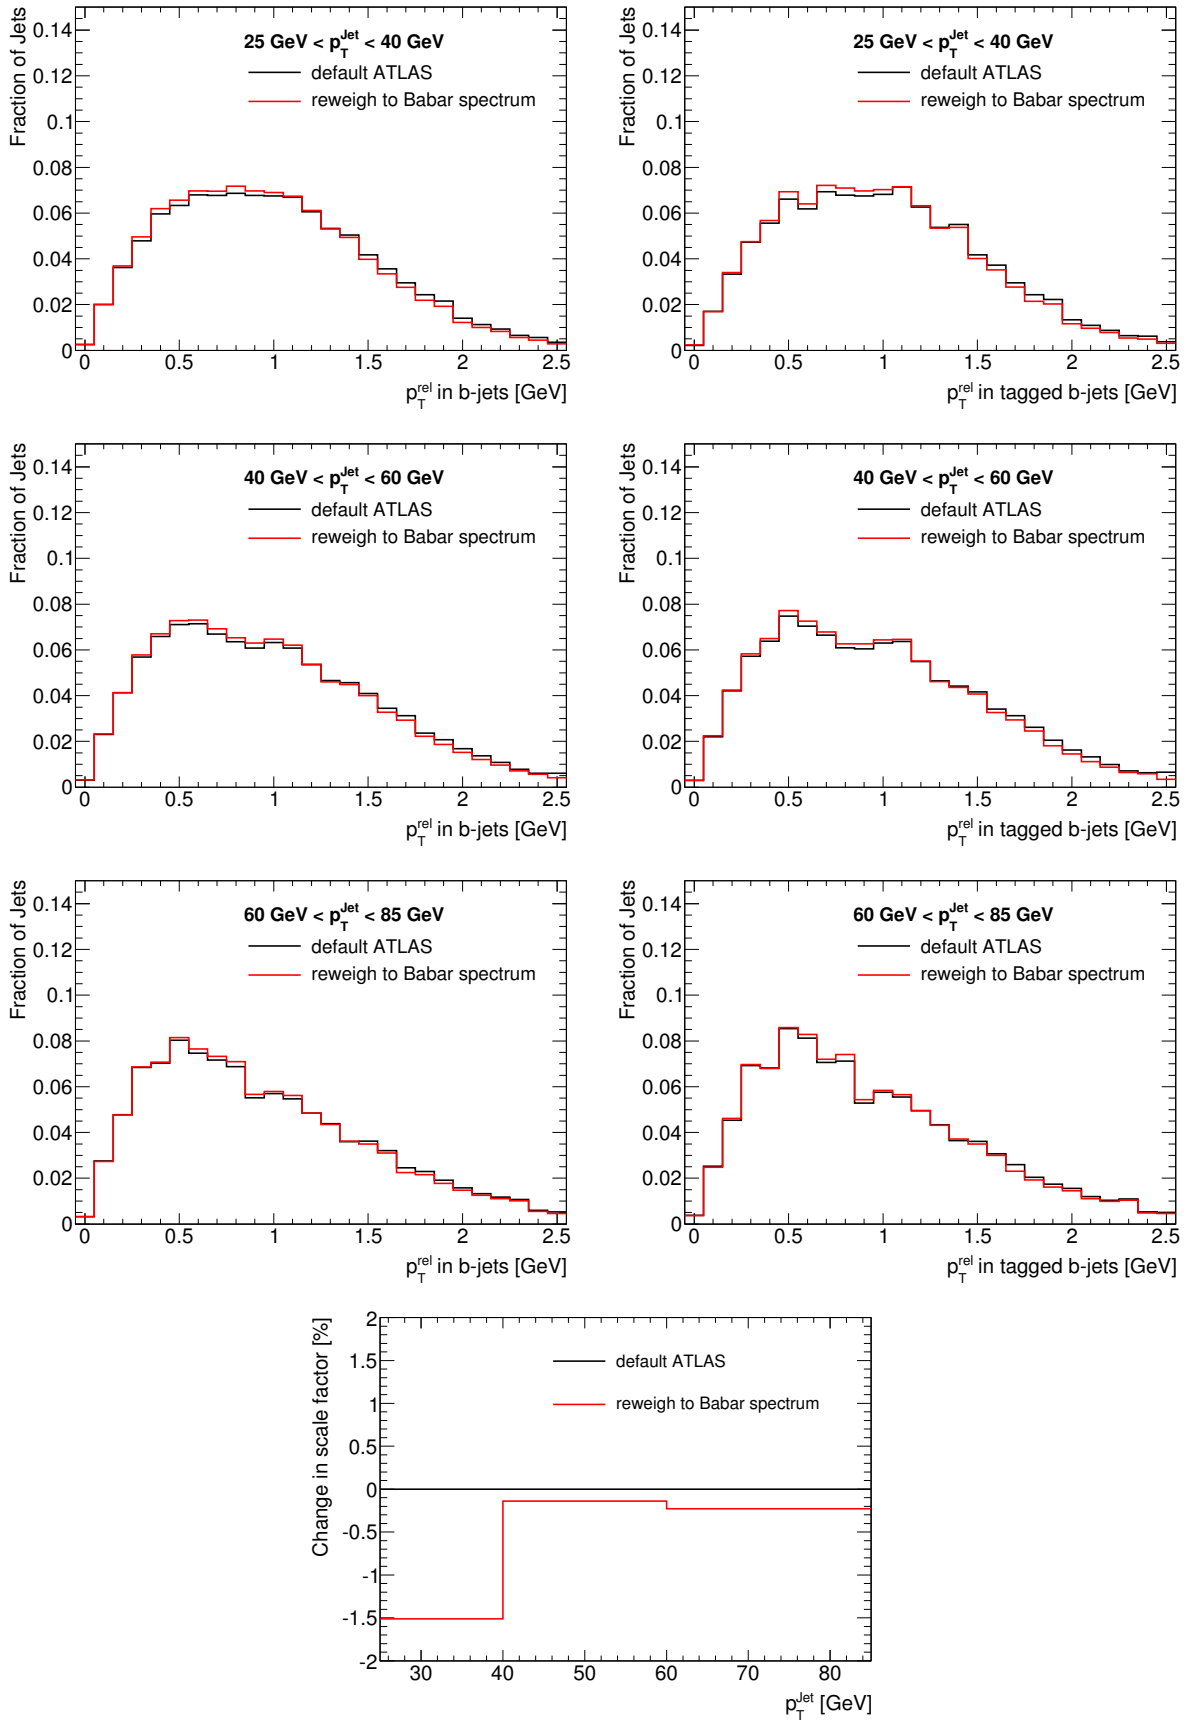 Fraction of Jets
0.14
0.12
0.1
0.08
0.06
0.04
0.02
0
25 GeV < p_T^Jet < 40 GeV
default ATLAS
reweigh to Babar spectrum
0 0.5 1 1.5 2 2.5
p_T^rel in b-jets [GeV]
Fraction of Jets
0.14
0.12
0.1
0.08
0.06
0.04
0.02
0
25 GeV < p_T^Jet < 40 GeV
default ATLAS
reweigh to Babar spectrum
0 0.5 1 1.5 2 2.5
p_T^rel in tagged b-jets [GeV]
Fraction of Jets
0.14
0.12
0.1
0.08
0.06
0.04
0.02
0
40 GeV < p_T^Jet < 60 GeV
default ATLAS
reweigh to Babar spectrum
0 0.5 1 1.5 2 2.5
p_T^rel in b-jets [GeV]
Fraction of Jets
0.14
0.12
0.1
0.08
0.06
0.04
0.02
0
40 GeV < p_T^Jet < 60 GeV
default ATLAS
reweigh to Babar spectrum
0 0.5 1 1.5 2 2.5
p_T^rel in tagged b-jets [GeV]
Fraction of Jets
0.14
0.12
0.1
0.08
0.06
0.04
0.02
0
60 GeV < p_T^Jet < 85 GeV
default ATLAS
reweigh to Babar spectrum
0 0.5 1 1.5 2 2.5
p_T^rel in b-jets [GeV]
Fraction of Jets
0.14
0.12
0.1
0.08
0.06
0.04
0.02
0
60 GeV < p_T^Jet < 85 GeV
default ATLAS
reweigh to Babar spectrum
0 0.5 1 1.5 2 2.5
p_T^rel in tagged b-jets [GeV]
Change in scale factor [%]
2
1.5
1
0.5
0
-0.5
-1
-1.5
-2
default ATLAS
reweigh to Babar spectrum
30 40 50 60 70 80
p_T^Jet [GeV]